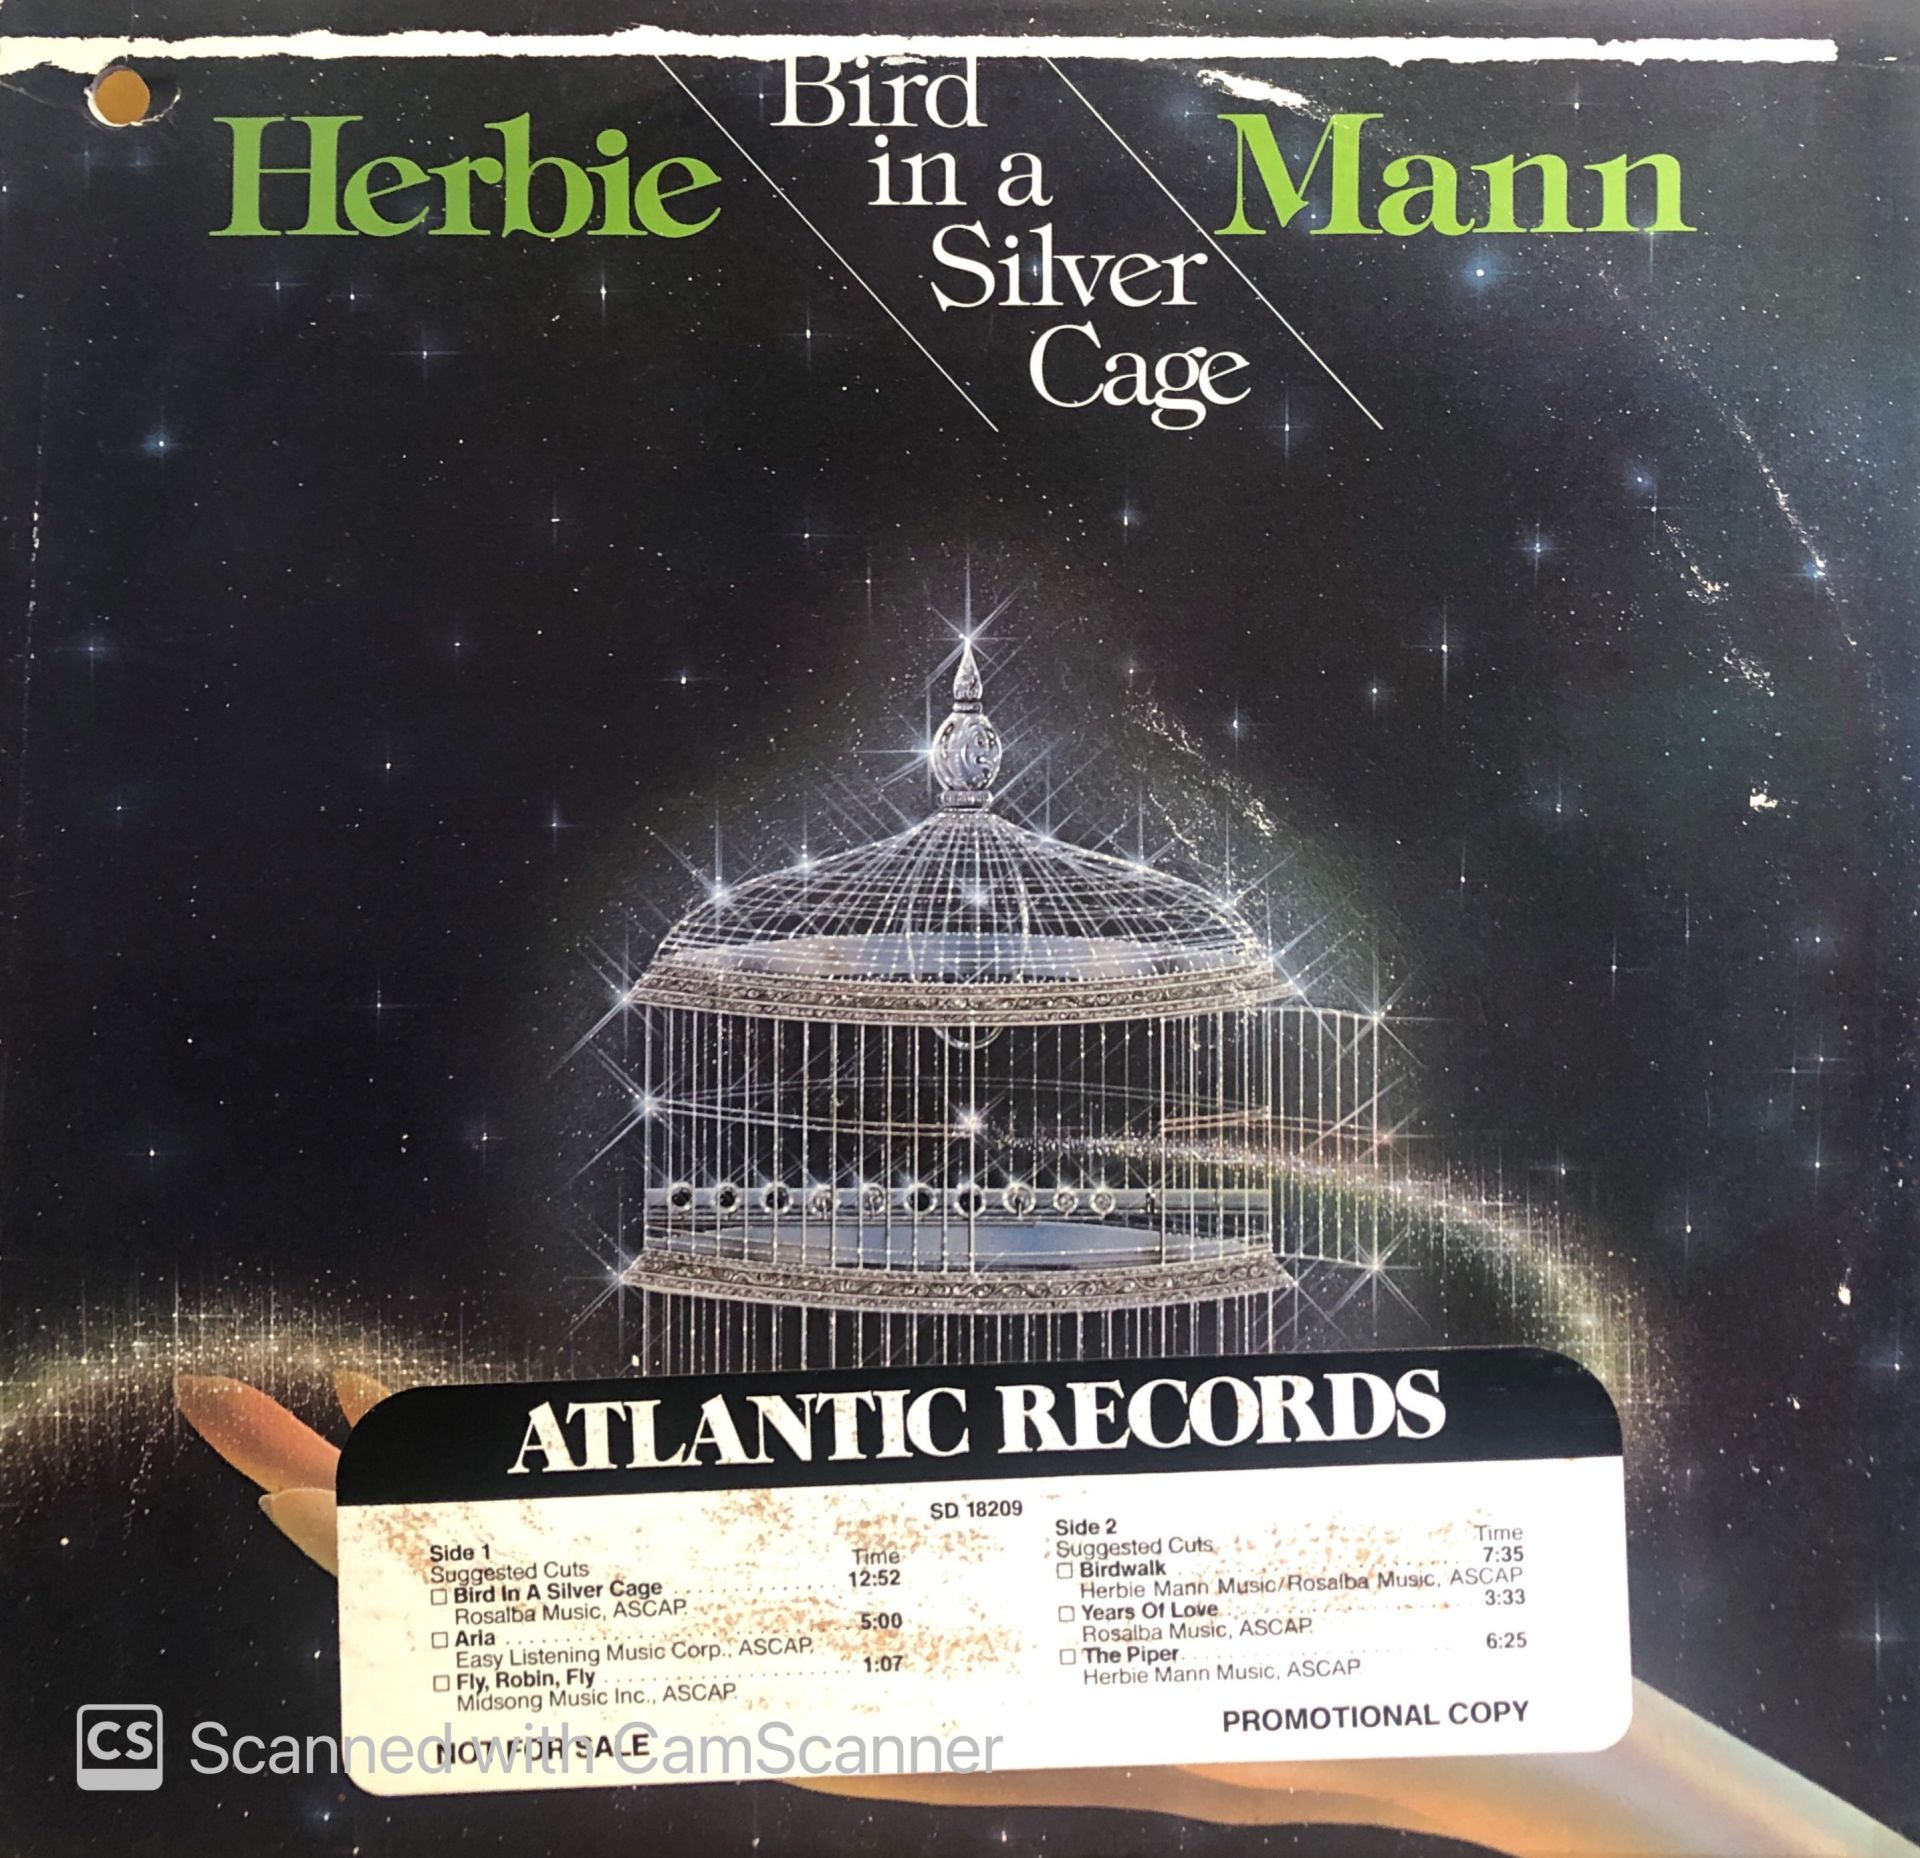 Herbie
Bird
in a
Silver
Cage
Mann
ATLANTIC RECORDS
SD 18209
Side 1
Suggested Cuts Time
☐ Bird In A Silver Cage . . . . . . . . . . . . . . 12:52
Rosalba Music, ASCAP.
☐ Aria . . . . . . . . . . . . . . . . . . . . . . . . . . . . 5:00
Easy Listening Music Corp., ASCAP.
☐ Fly, Robin, Fly . . . . . . . . . . . . . . . . . . . . 1:07
Midsong Music Inc., ASCAP.
NOT FOR SALE
Side 2
Suggested Cuts Time
☐ Birdwalk . . . . . . . . . . . . . . . . . . . . . . . . 7:35
Herbie Mann Music/Rosalba Music, ASCAP
☐ Years Of Love . . . . . . . . . . . . . . . . . . . . 3:33
Rosalba Music, ASCAP.
☐ The Piper . . . . . . . . . . . . . . . . . . . . . . . 6:25
Herbie Mann Music, ASCAP
PROMOTIONAL COPY
CS Scanned with CamScanner